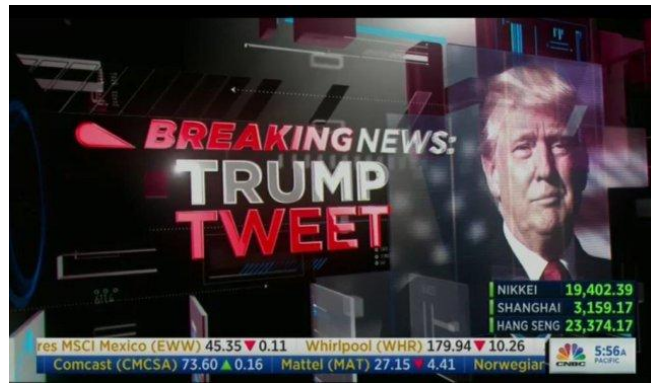 BREAKING NEWS:
TRUMP
TWEET
NIKKEI 19,402.39
SHANGHAI 3,159.17
HANG SENG 23,374.17
res MSCI Mexico (EWW) 45.35▼0.11 Whirlpool (WHR) 179.94▼10.26
Comcast (CMCSA) 73.60▲0.16 Mattel (MAT) 27.15▼4.41 Norwegian
CNBC
5:56A
PACIFIC